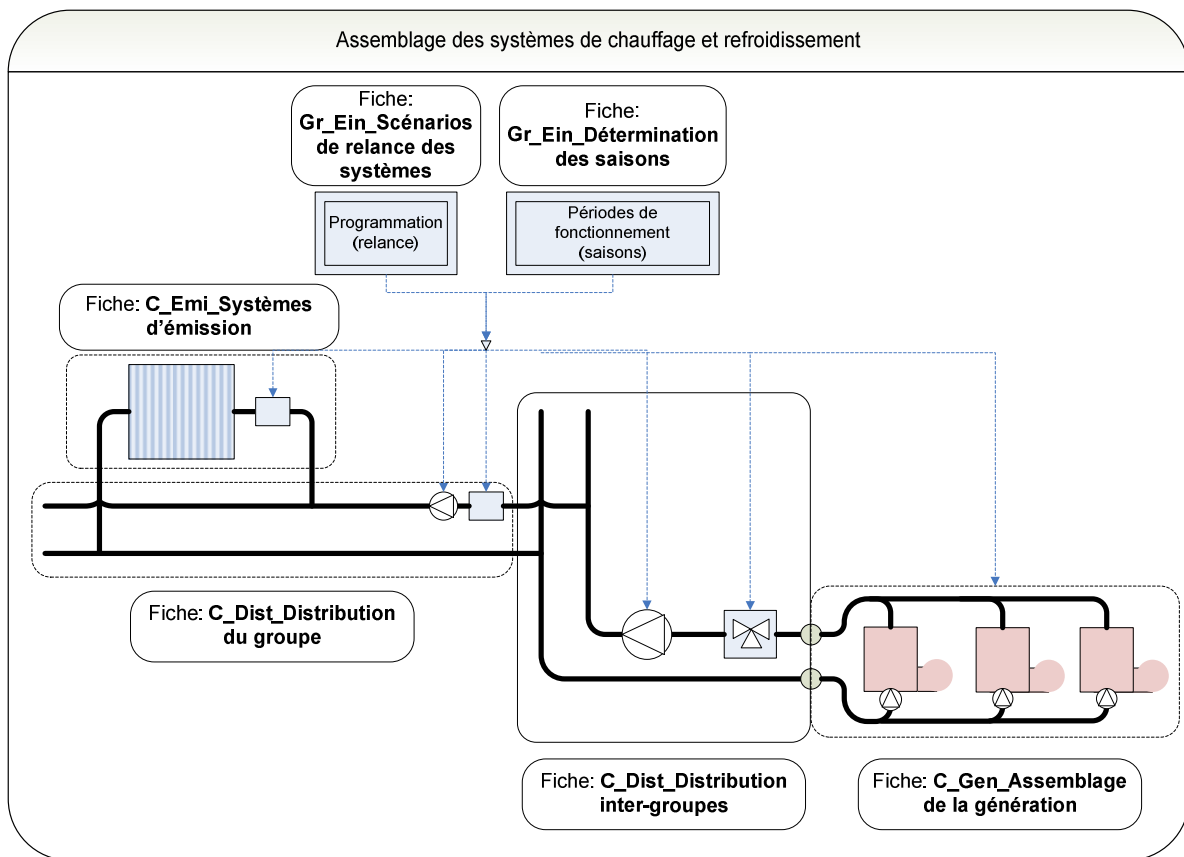 Assemblage des systèmes de chauffage et refroidissement
Fiche:
Gr_Ein_Scénarios
de relance des
systèmes
Fiche:
Gr_Ein_Détermination
des saisons
Programmation
(relance)
Périodes de
fonctionnement
(saisons)
Fiche: C_Emi_Systèmes
d’émission
Fiche: C_Dist_Distribution
du groupe
Fiche: C_Dist_Distribution
inter-groupes
Fiche: C_Gen_Assemblage
de la génération